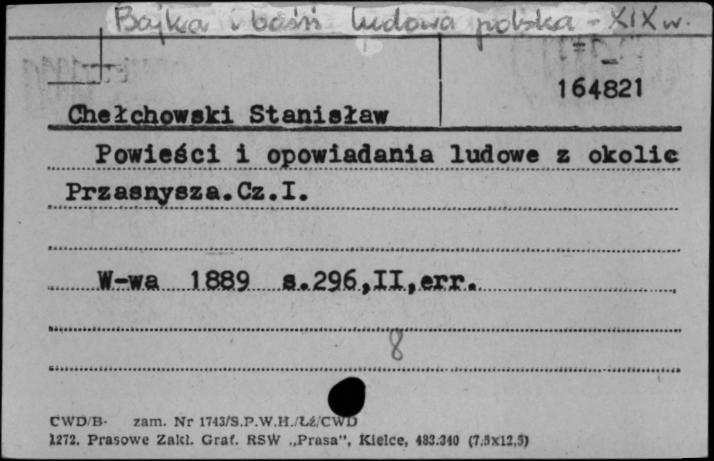 Bajka i baśń ludowa polska - XIX w.
164821
Chełchowski Stanisław
Powieści i opowiadania ludowe z okolic
Przasnysza.Cz.I.
W-wa 1889 s.296,II,err.
8
CWD/B- zam. Nr 1743/S.P.W.H./Łź/CWD
1272. Prasowe Zakł. Graf. RSW „Prasa”, Kielce, 483.340 (7,5x12,5)